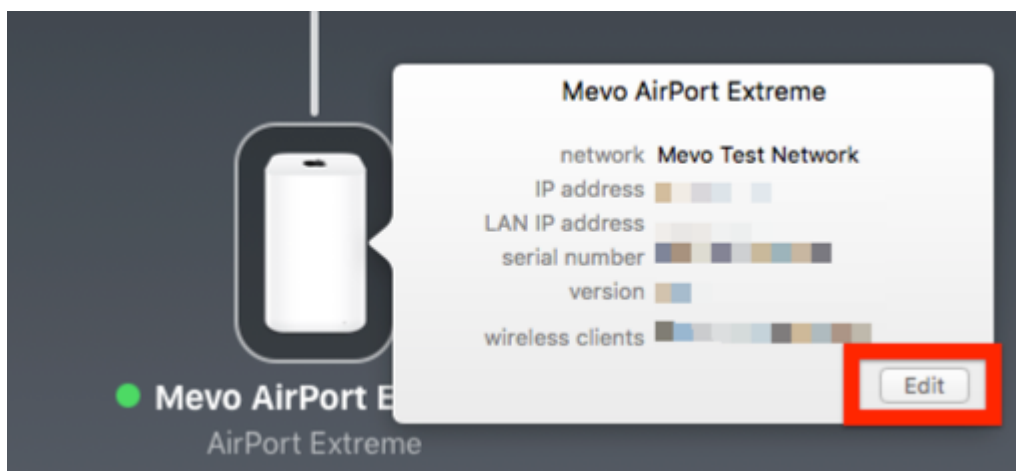 Mevo AirPort Extreme
network Mevo Test Network
IP address
LAN IP address
serial number
version
wireless clients
Edit
Mevo AirPort E
AirPort Extreme